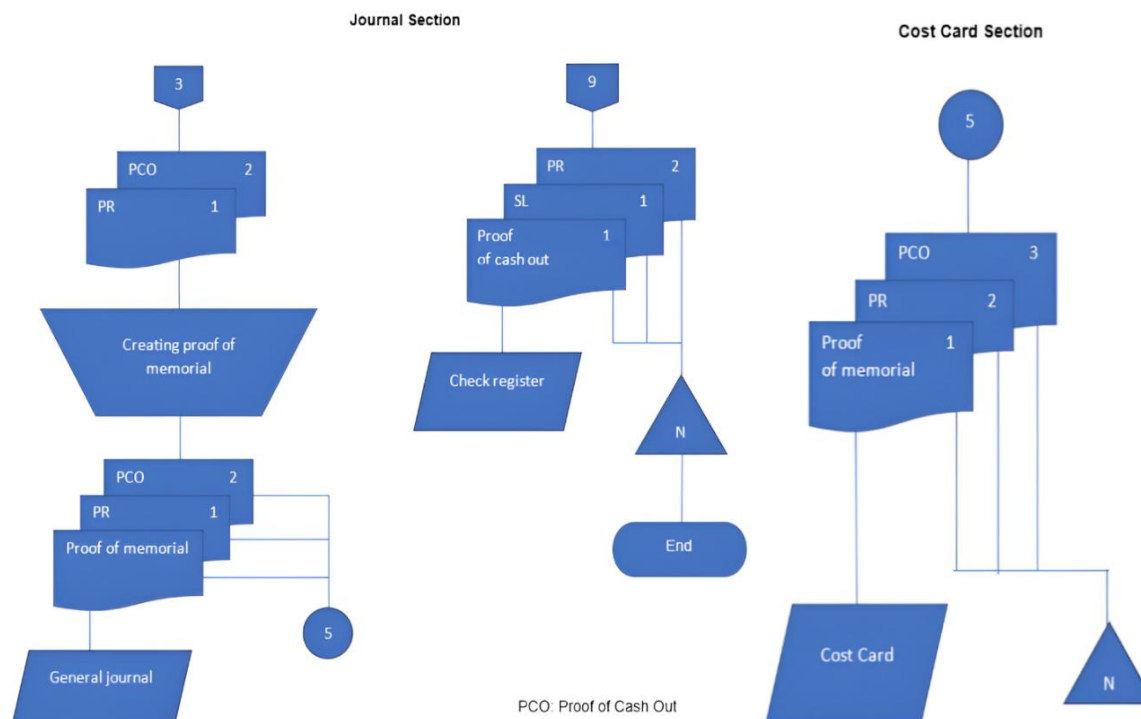 Journal Section
3
PCO 2
PR 1
Creating proof of
memorial
PCO 2
PR 1
Proof of memorial
5
General journal
9
PR 2
SL 1
Proof 1
of cash out
Check register
N
End
Cost Card Section
5
PCO 3
PR 2
Proof 1
of memorial
Cost Card
N
PCO: Proof of Cash Out